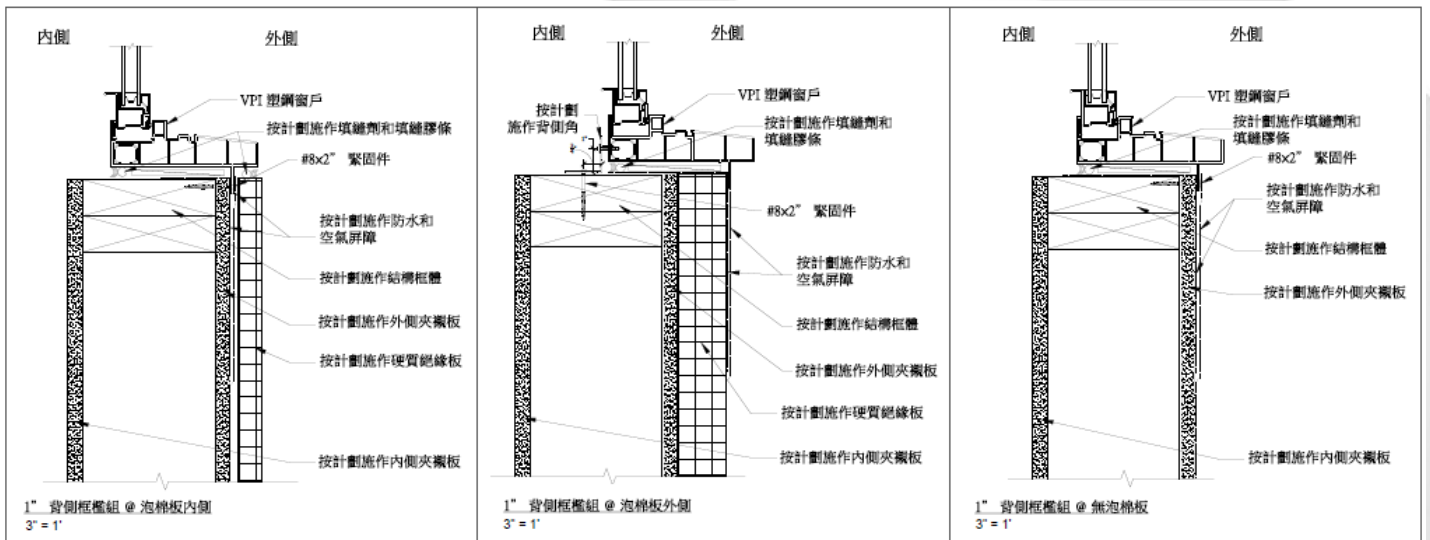 內側
外側
VPI 塑鋼窗戶
按計劃施作填縫劑和填縫膠條
#8x2” 緊固件
按計劃施作防水和
空氣屏障
按計劃施作結構框體
按計劃施作外側夾襯板
按計劃施作硬質絕緣板
按計劃施作內側夾襯板
1” 背側框檻組 @ 泡棉板內側
3" = 1'
內側
外側
按計劃
施作背側角
VPI 塑鋼窗戶
按計劃施作填縫劑和
填縫膠條
#8x2” 緊固件
按計劃施作防水和
空氣屏障
按計劃施作結構框體
按計劃施作外側夾襯板
按計劃施作硬質絕緣板
按計劃施作內側夾襯板
1” 背側框檻組 @ 泡棉板外側
3" = 1'
內側
外側
VPI 塑鋼窗戶
按計劃施作填縫劑和
填縫膠條
#8x2” 緊固件
按計劃施作防水和
空氣屏障
按計劃施作結構框體
按計劃施作外側夾襯板
按計劃施作內側夾襯板
1” 背側框檻組 @ 無泡棉板
3" = 1'